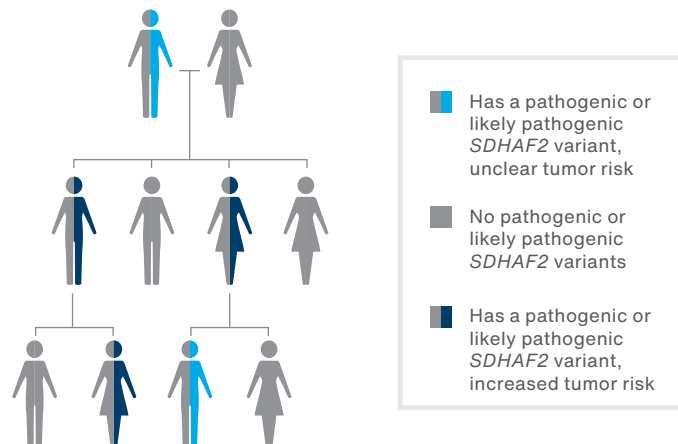 Has a pathogenic or
likely pathogenic
SDHAF2 variant,
unclear tumor risk
No pathogenic or
likely pathogenic
SDHAF2 variants
Has a pathogenic or
likely pathogenic
SDHAF2 variant,
increased tumor risk